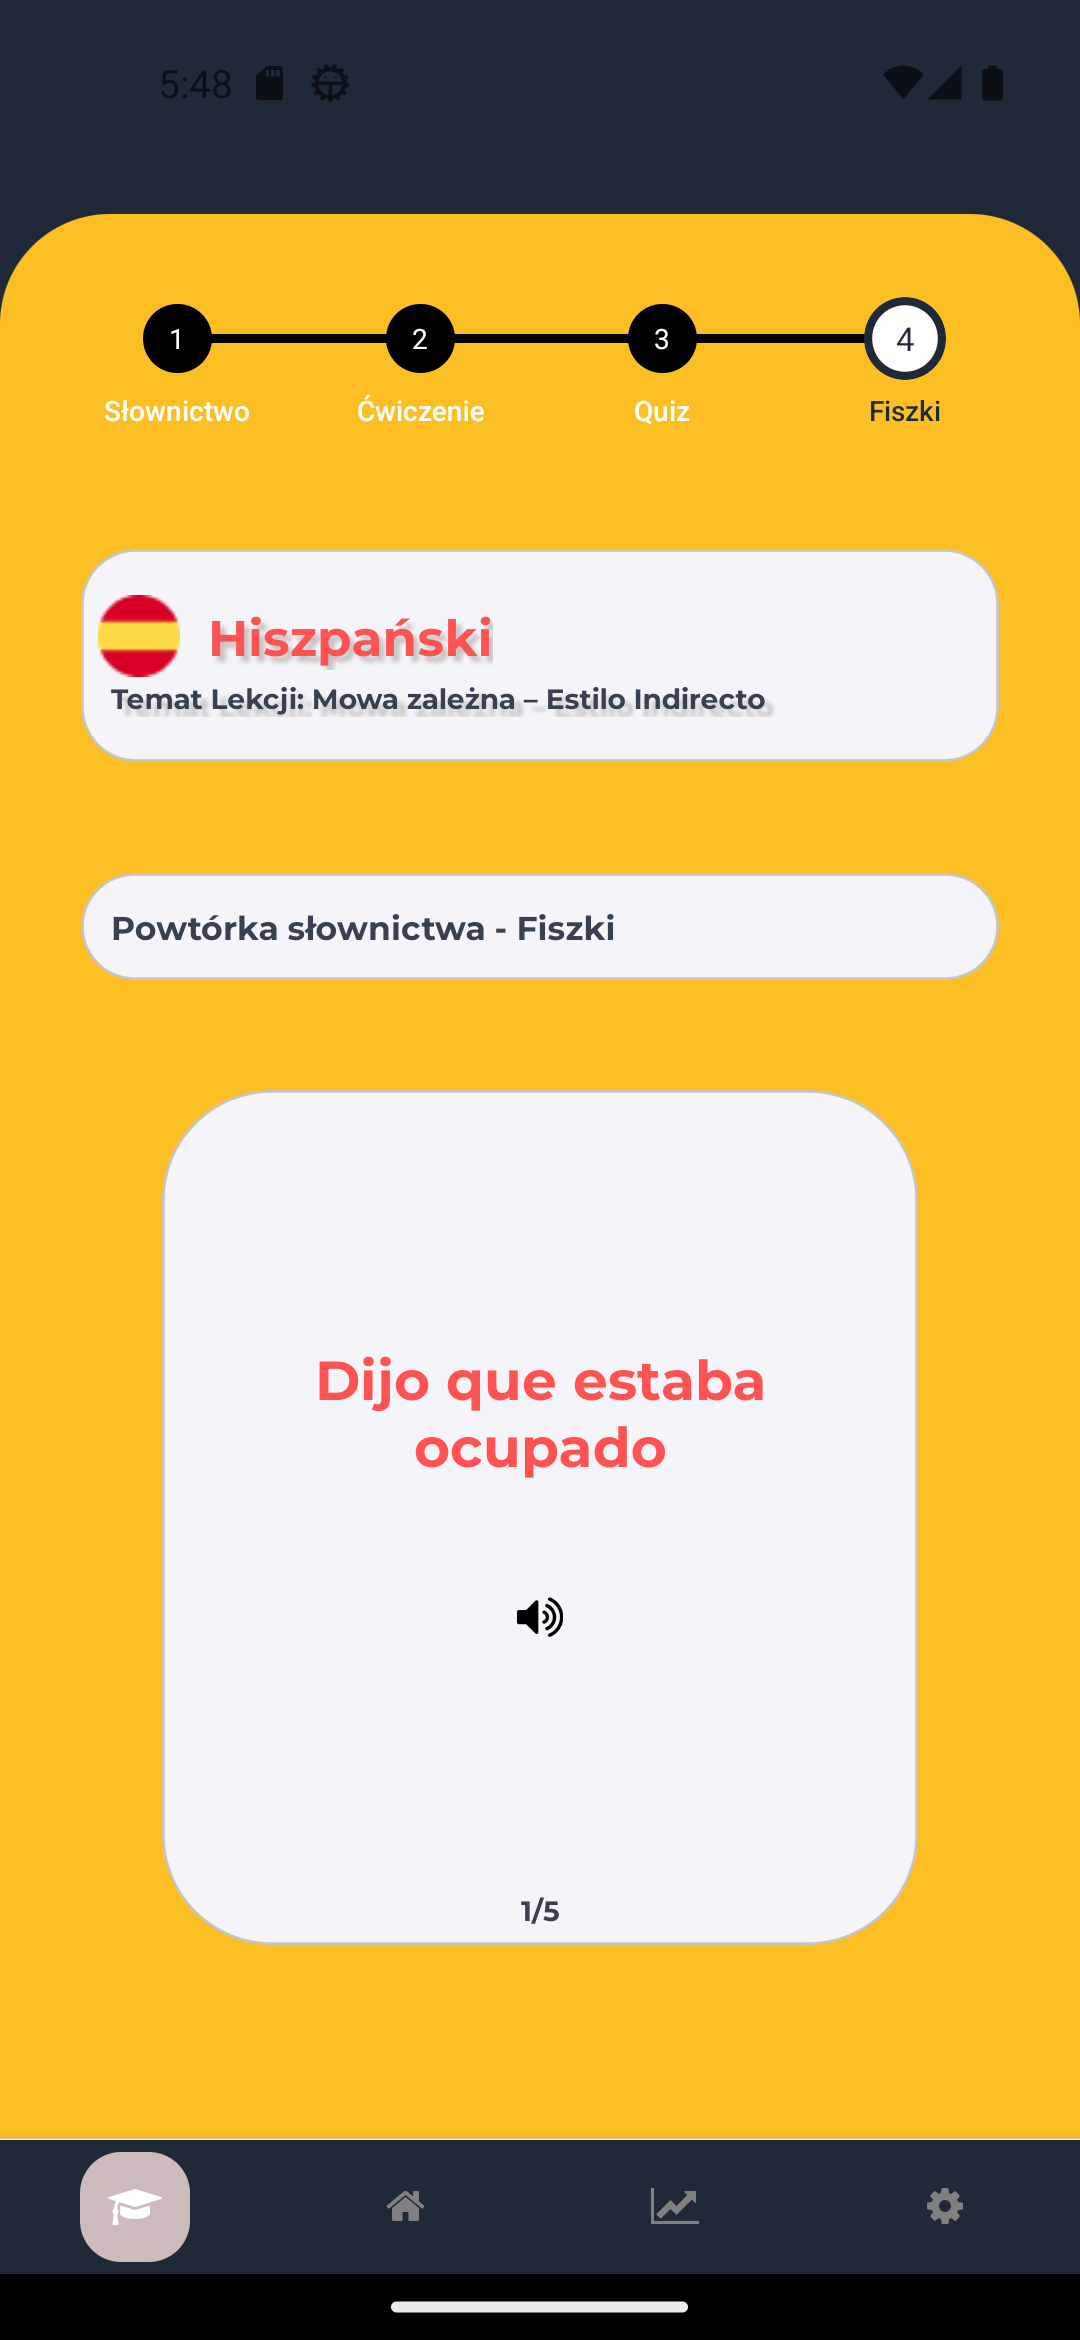 5:48
1
2
3
4
Słownictwo
Ćwiczenie
Quiz
Fiszki
Hiszpański
Temat Lekcji: Mowa zależna – Estilo Indirecto
Powtórka słownictwa - Fiszki
Dijo que estaba
ocupado
1/5